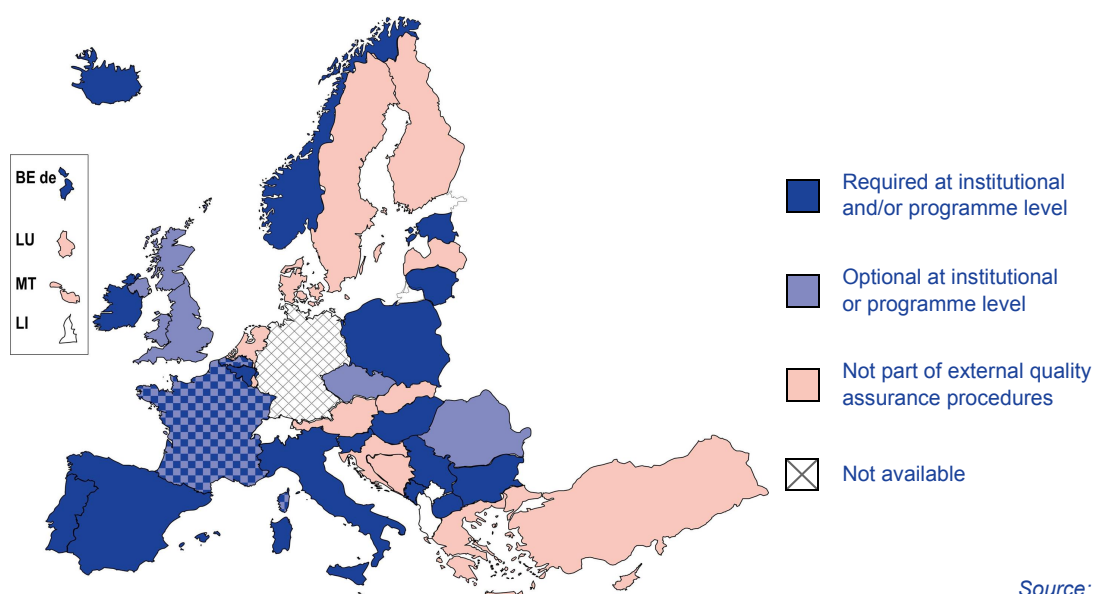 BE de
LU
MT
LI
Required at institutional
and/or programme level
Optional at institutional
or programme level
Not part of external quality
assurance procedures
Not available
Source: